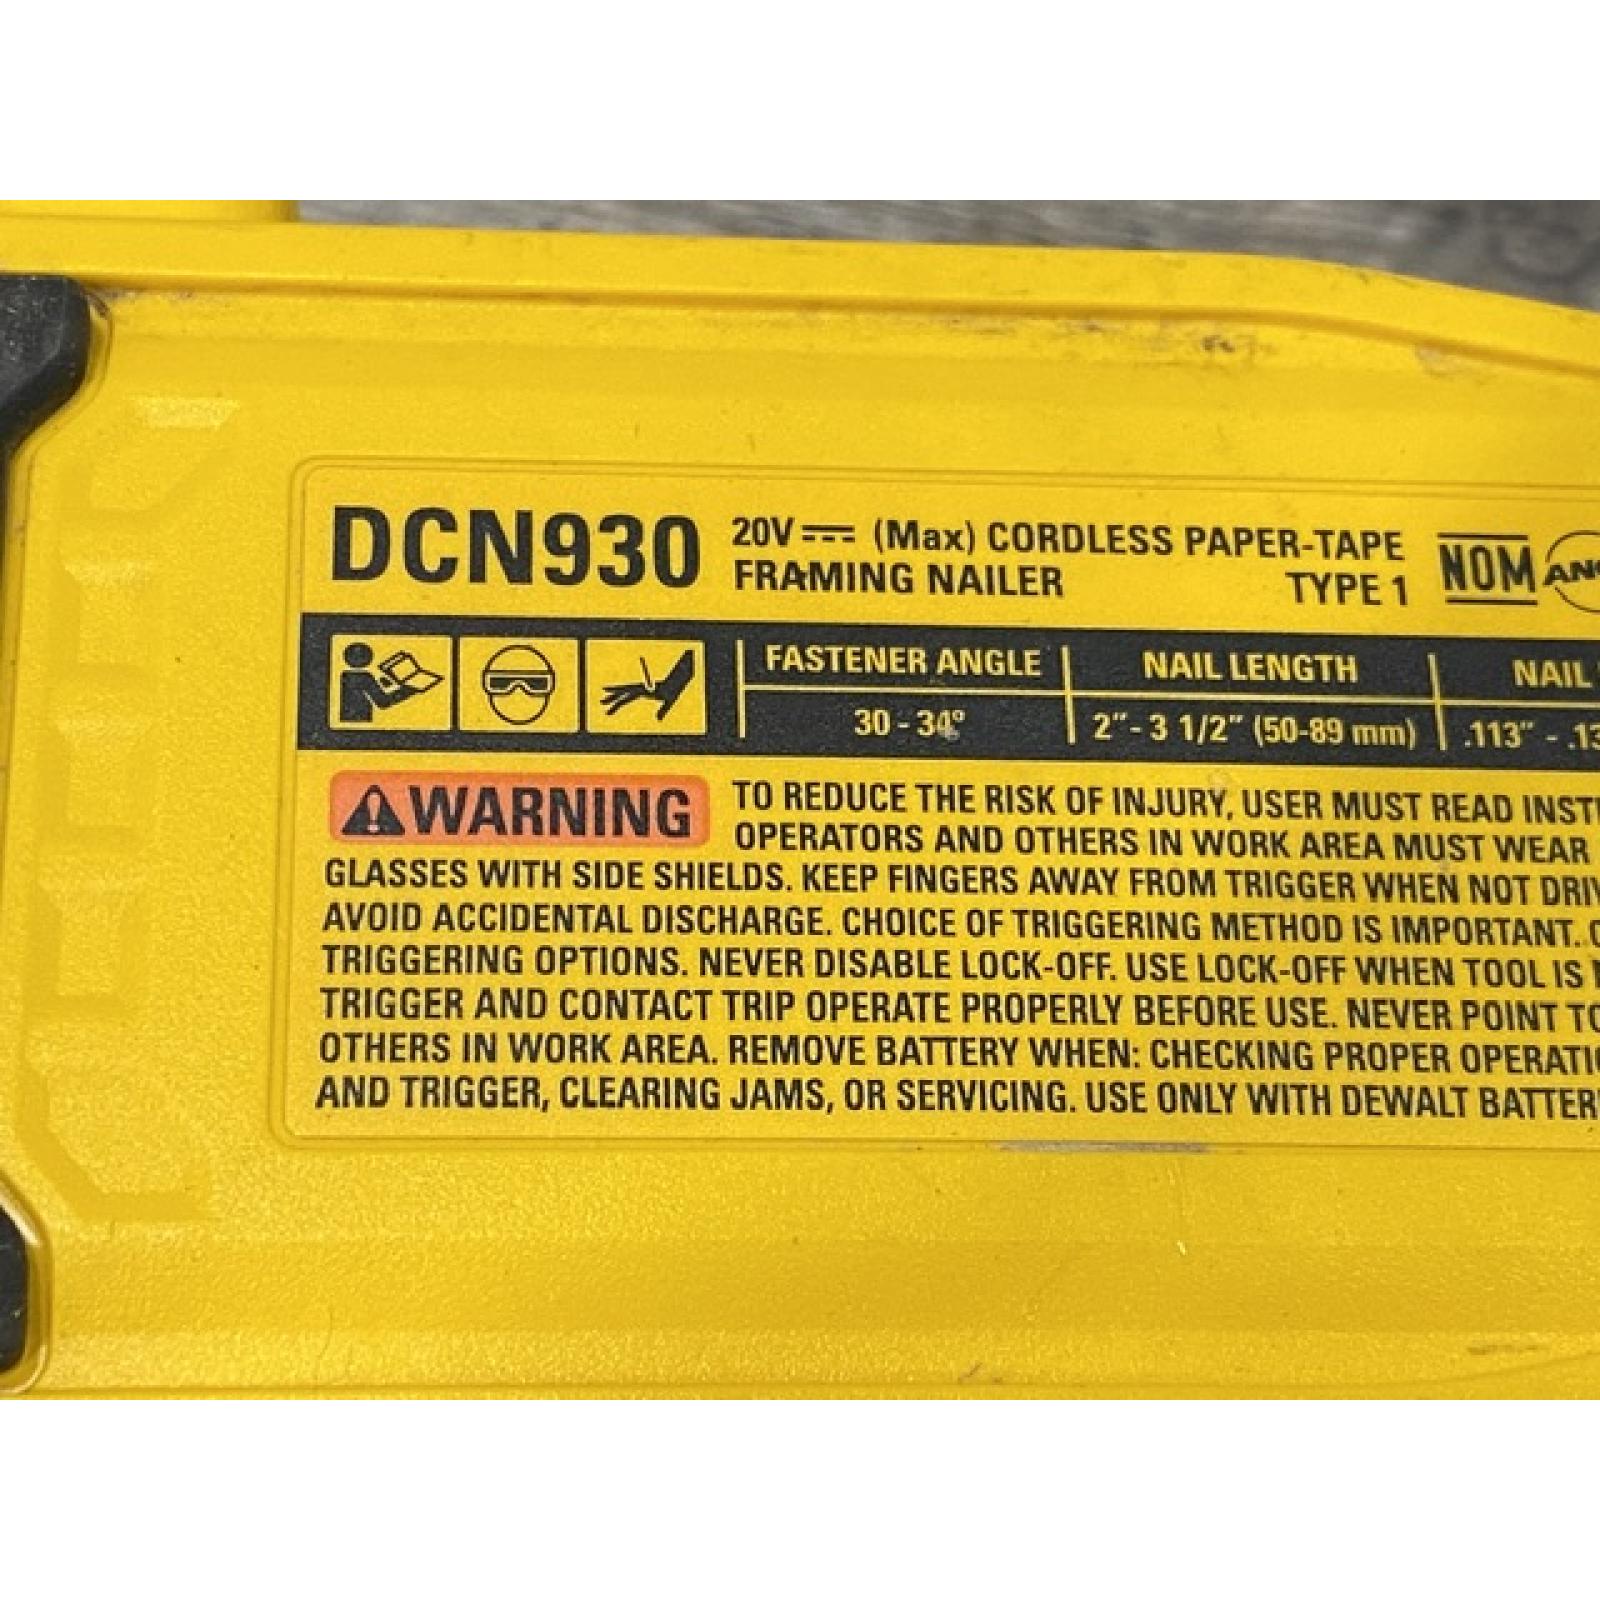 DCN930
20V (Max) CORDLESS PAPER-TAPE
FRAMING NAILER TYPE 1
NOM
FASTENER ANGLE NAIL LENGTH NAIL
30 - 34° 2" - 3 1/2" (50-89 mm) .113" -
WARNING TO REDUCE THE RISK OF INJURY, USER MUST READ
OPERATORS AND OTHERS IN WORK AREA MUST WEAR
GLASSES WITH SIDE SHIELDS. KEEP FINGERS AWAY FROM TRIGGER WHEN NOT
AVOID ACCIDENTAL DISCHARGE. CHOICE OF TRIGGERING METHOD IS IMPORTANT.
TRIGGERING OPTIONS. NEVER DISABLE LOCK-OFF. USE LOCK-OFF WHEN TOOL IS
TRIGGER AND CONTACT TRIP OPERATE PROPERLY BEFORE USE. NEVER POINT
OTHERS IN WORK AREA. REMOVE BATTERY WHEN: CHECKING PROPER
AND TRIGGER, CLEARING JAMS, OR SERVICING. USE ONLY WITH DEWALT